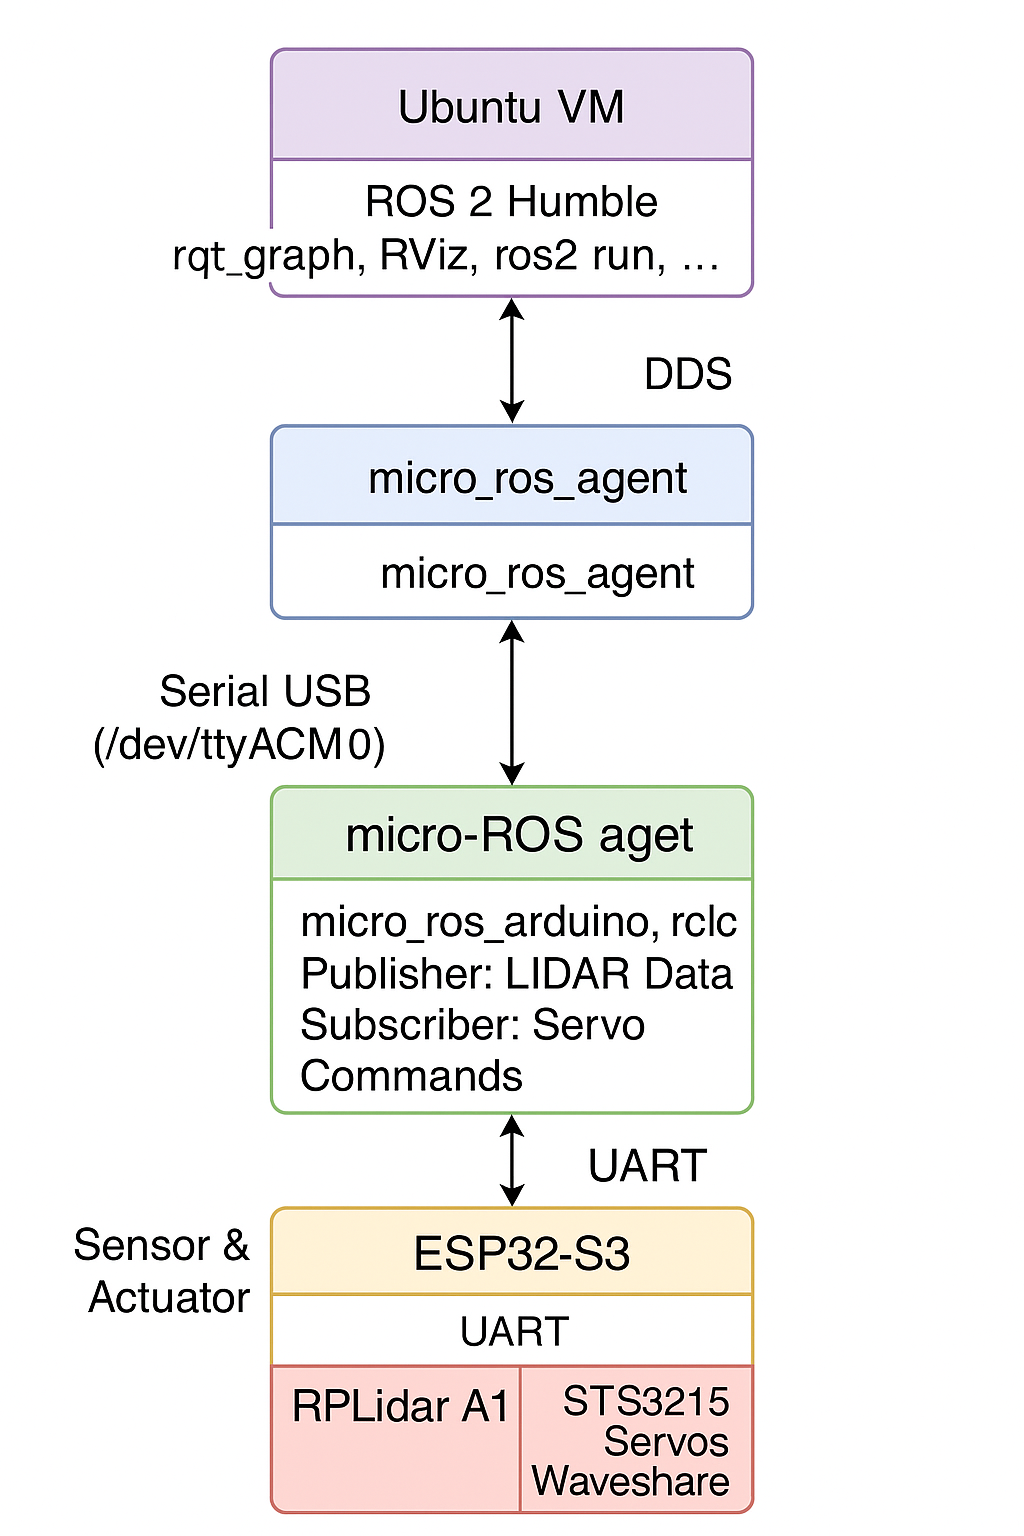 Ubuntu VM
ROS 2 Humble
rqt_graph, RViz, ros2 run, ...
DDS
micro_ros_agent
micro_ros_agent
Serial USB
(/dev/ttyACM0)
micro-ROS aget
micro_ros_arduino, rclc
Publisher: LIDAR Data
Subscriber: Servo
Commands
UART
Sensor &
Actuator
ESP32-S3
UART
RPLidar A1
STS3215
Servos
Waveshare